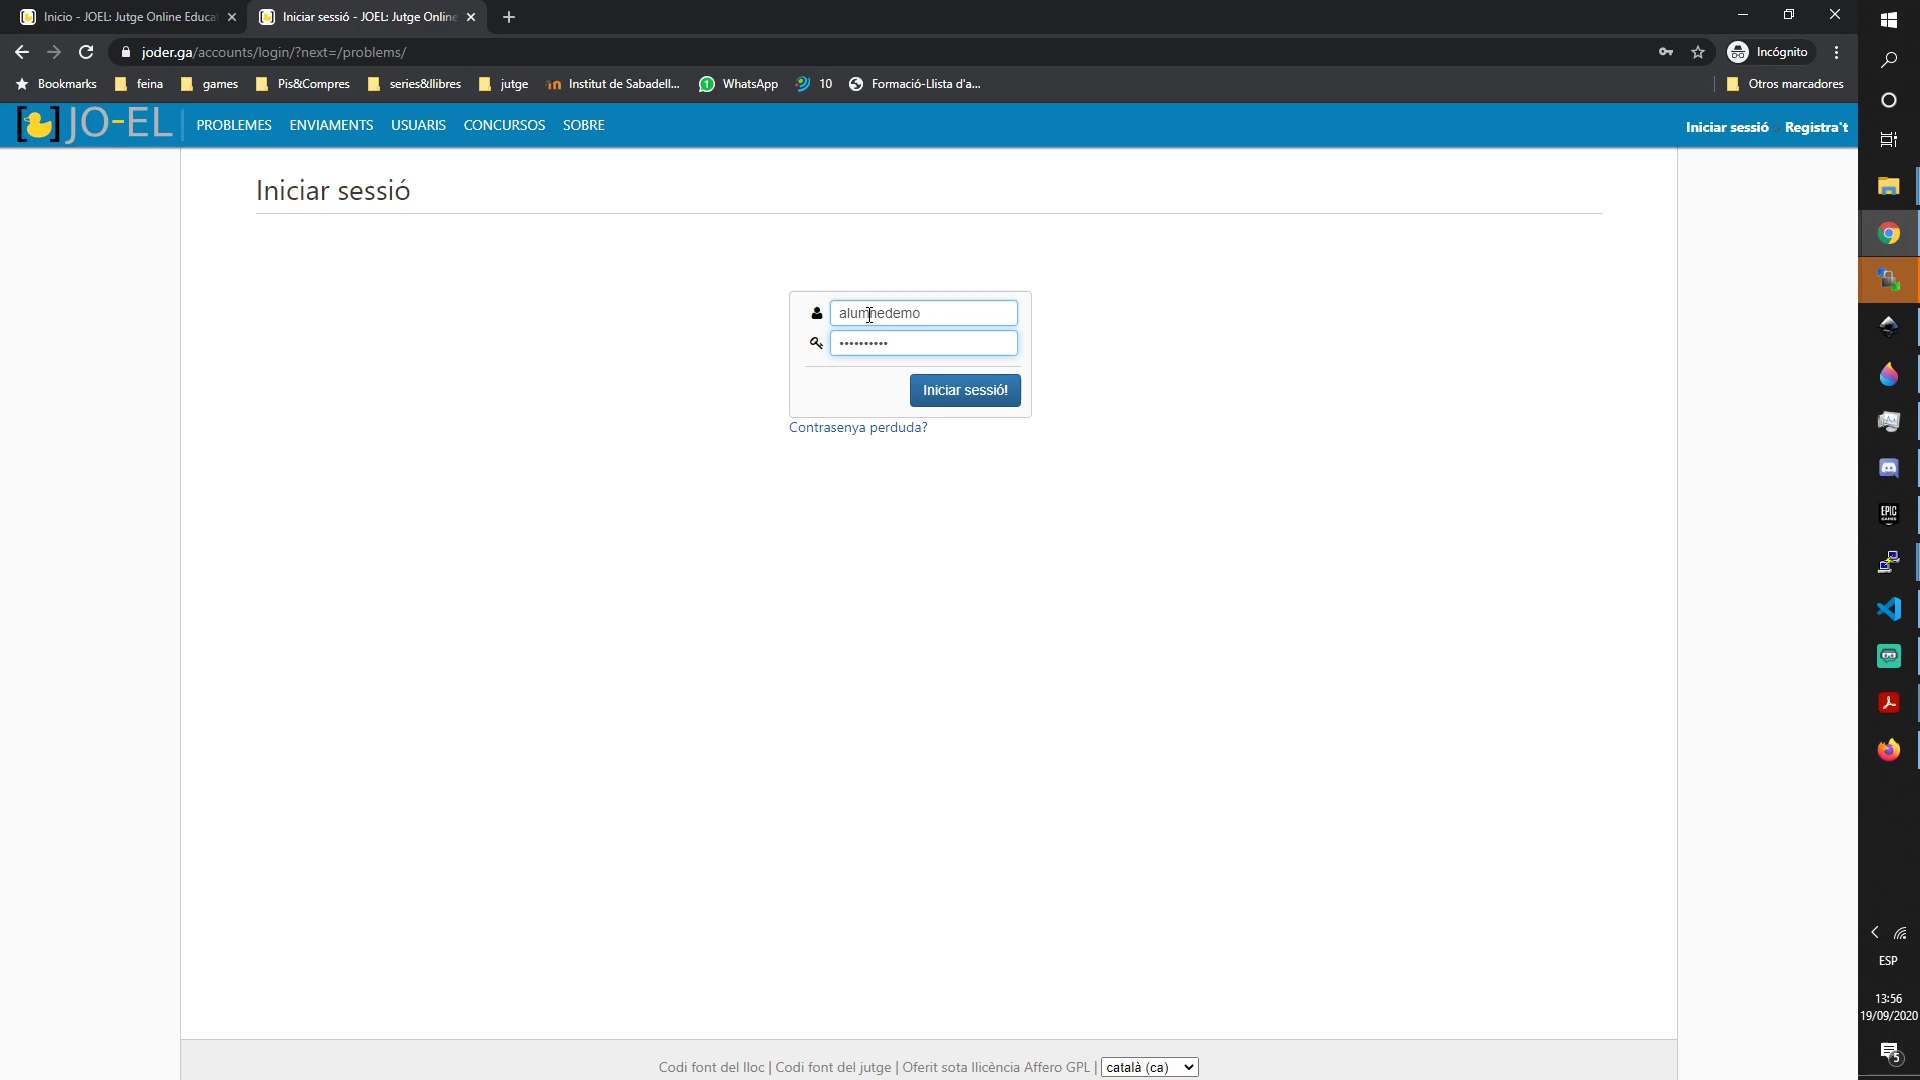 Inicio - JOEL: Jutge Online Educa
Iniciar sessió - JOEL: Jutge Online
joder.ga/accounts/login/?next=/problems/
Incógnito
Bookmarks feina games Pis&Compres series&llibres jutge Institut de Sabadell... WhatsApp 10 Formació-Llista d'a... Otros marcadores
JO-EL PROBLEMES ENVIAMENTS USUARIS CONCURSOS SOBRE Iniciar sessió Registra't
Iniciar sessió
alumnedemo
••••••••••
Iniciar sessió!
Contrasenya perduda?
Codi font del lloc | Codi font del jutge | Oferit sota llicència Affero GPL | català (ca)
EPIC
GAMES
ESP
13:56
19/09/2020
5